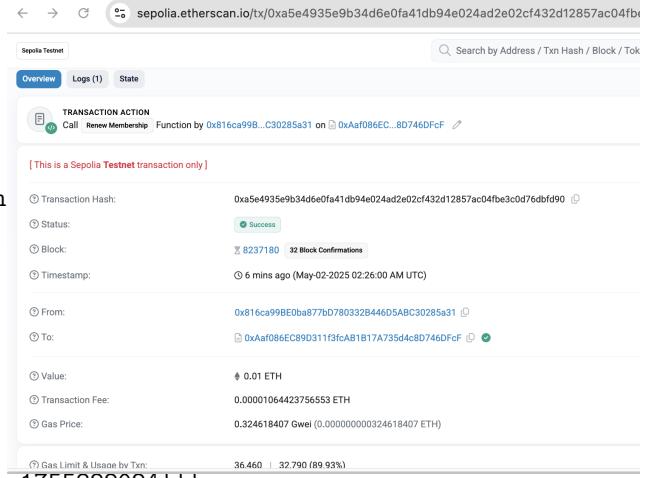 sepolia.etherscan.io/tx/0xa5e4935e9b34d6e0fa41db94e024ad2e02cf432d12857ac04fbe
Sepolia Testnet
Search by Address / Txn Hash / Block / Tok
Overview Logs (1) State
TRANSACTION ACTION
Call Renew Membership Function by 0x816ca99B...C30285a31 on 0xAaf086EC...8D746DFcF
[ This is a Sepolia Testnet transaction only ]
Transaction Hash: 0xa5e4935e9b34d6e0fa41db94e024ad2e02cf432d12857ac04fbe3c0d76dbfd90
Status: Success
Block: 8237180 32 Block Confirmations
Timestamp: 6 mins ago (May-02-2025 02:26:00 AM UTC)
From: 0x816ca99BE0ba877bD780332B446D5ABC30285a31
To: 0xAaf086EC89D311f3fcAB1B17A735d4c8D746DFcF
Value: 0.01 ETH
Transaction Fee: 0.00001064423756553 ETH
Gas Price: 0.324618407 Gwei (0.000000000324618407 ETH)
Gas Limit & Usage by Txn: 36,460 | 32,790 (89.93%)